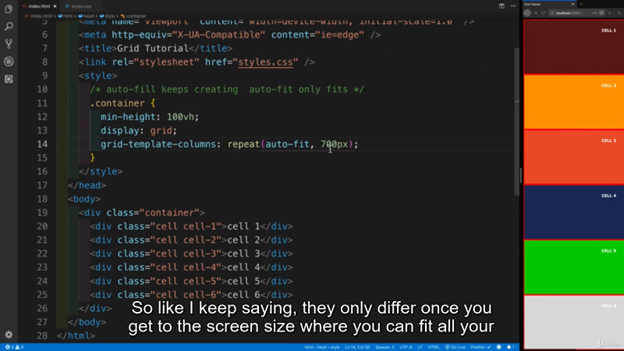 index.html
styles.css
index.html > html > head > style > .container
5 <meta name="viewport" content="width=device-width, initial-scale=1.0" />
6 <meta http-equiv="X-UA-Compatible" content="ie=edge" />
7 <title>Grid Tutorial</title>
8 <link rel="stylesheet" href="styles.css" />
9 <style>
10 /* auto-fill keeps creating  auto-fit only fits */
11 .container {
12 min-height: 100vh;
13 display: grid;
14 grid-template-columns: repeat(auto-fit, 700px);
15 }
16 </style>
17 </head>
18 <body>
19 <div class="container">
20 <div class="cell cell-1">cell 1</div>
21 <div class="cell cell-2">cell 2</div>
22 <div class="cell cell-3">cell 3</div>
23 <div class="cell cell-4">cell 4</div>
24 <div class="cell cell-5">cell 5</div>
25 <div class="cell cell-6">cell 6</div>
26 </div>
27 </body>
28 </html>
CELL 1
CELL 2
CELL 3
CELL 4
CELL 5
CELL 6
So like I keep saying, they only differ once you
get to the screen size where you can fit all your
html > head > style Ln 14, Col 50 Spaces: 2 UTF-8 LF HTML Go Live Prettier